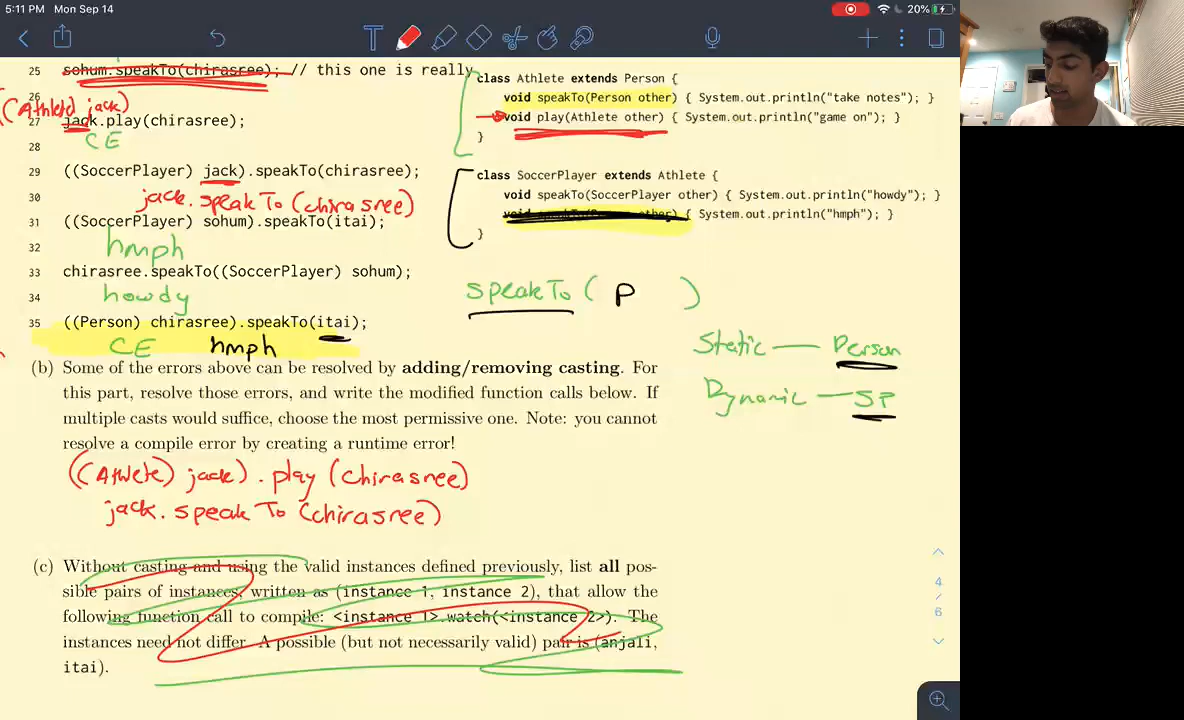 5:11 PM Mon Sep 14
20%
25 sohum.speakTo(chirasree); // this one is really
26
(Athlete) jack)
27 jack.play(chirasree);
CE
28
29 ((SoccerPlayer) jack).speakTo(chirasree);
30 jack.speakTo (chirasree)
31 ((SoccerPlayer) sohum).speakTo(itai);
32 hmph
33 chirasree.speakTo((SoccerPlayer) sohum);
34 howdy
35 ((Person) chirasree).speakTo(itai);
CE hmph
class Athlete extends Person {
void speakTo(Person other) { System.out.println("take notes"); }
void play(Athlete other) { System.out.println("game on"); }
}
class SoccerPlayer extends Athlete {
void speakTo(SoccerPlayer other) { System.out.println("howdy"); }
void other) { System.out.println("hmph"); }
}
speakTo ( P )
Static — Person
Dynamic — SP
(b) Some of the errors above can be resolved by adding/removing casting. For
this part, resolve those errors, and write the modified function calls below. If
multiple casts would suffice, choose the most permissive one. Note: you cannot
resolve a compile error by creating a runtime error!
((Athlete) jack) . play (chirasree)
jack. speakTo (chirasree)
(c) Without casting and using the valid instances defined previously, list all pos-
sible pairs of instances, written as (instance 1, instance 2), that allow the
following function call to compile: <instance 1>.watch(<instance 2>). The
instances need not differ. A possible (but not necessarily valid) pair is (anjali,
itai).
4
/
6